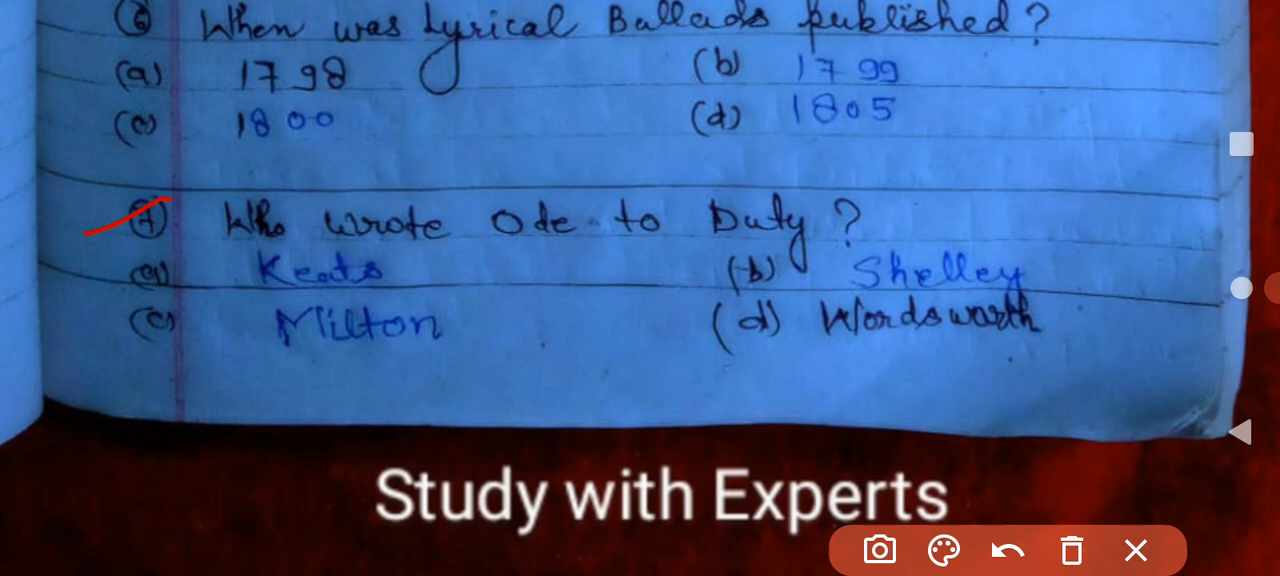 ⑥ When was Lyrical Ballads published?
(a) 1798 (b) 1799
(c) 1800 (d) 1805
⑦ Who wrote Ode to Duty?
(a) Keats (b) Shelley
(c) Milton (d) Wordsworth
Study with Experts